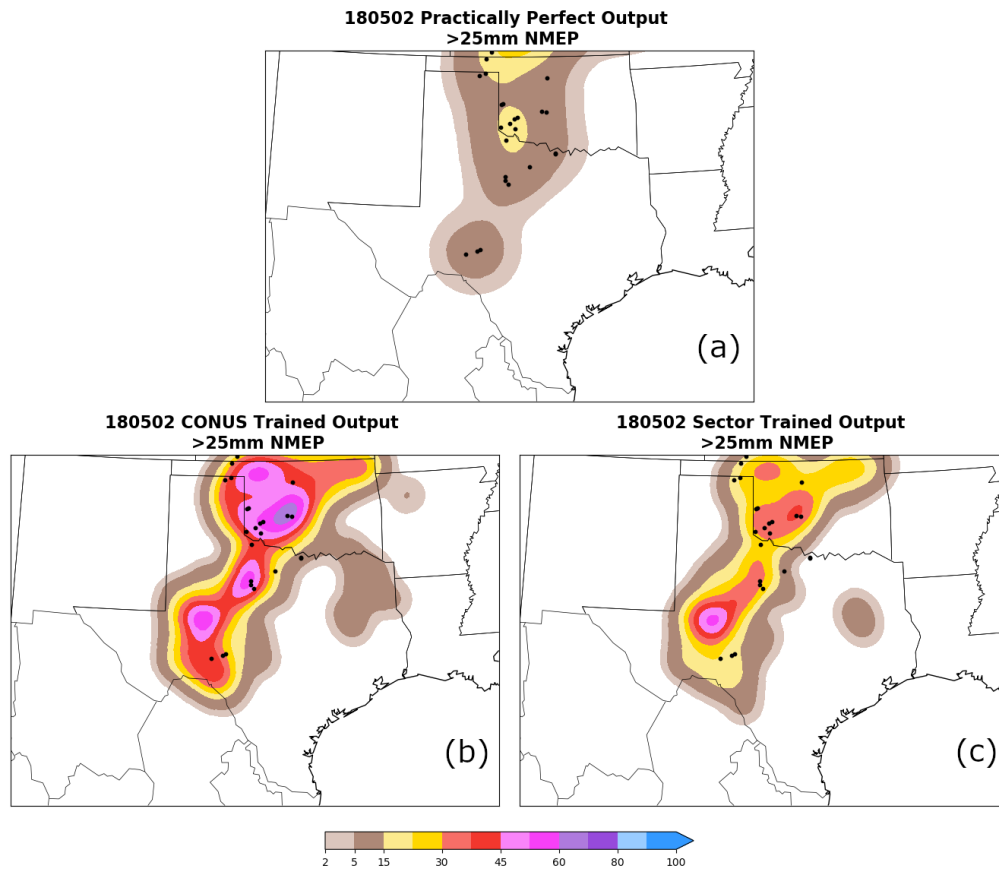 180502 Practically Perfect Output
>25mm NMEP
(a)
180502 CONUS Trained Output
>25mm NMEP
180502 Sector Trained Output
>25mm NMEP
(b)
(c)
2 5 15 30 45 60 80 100